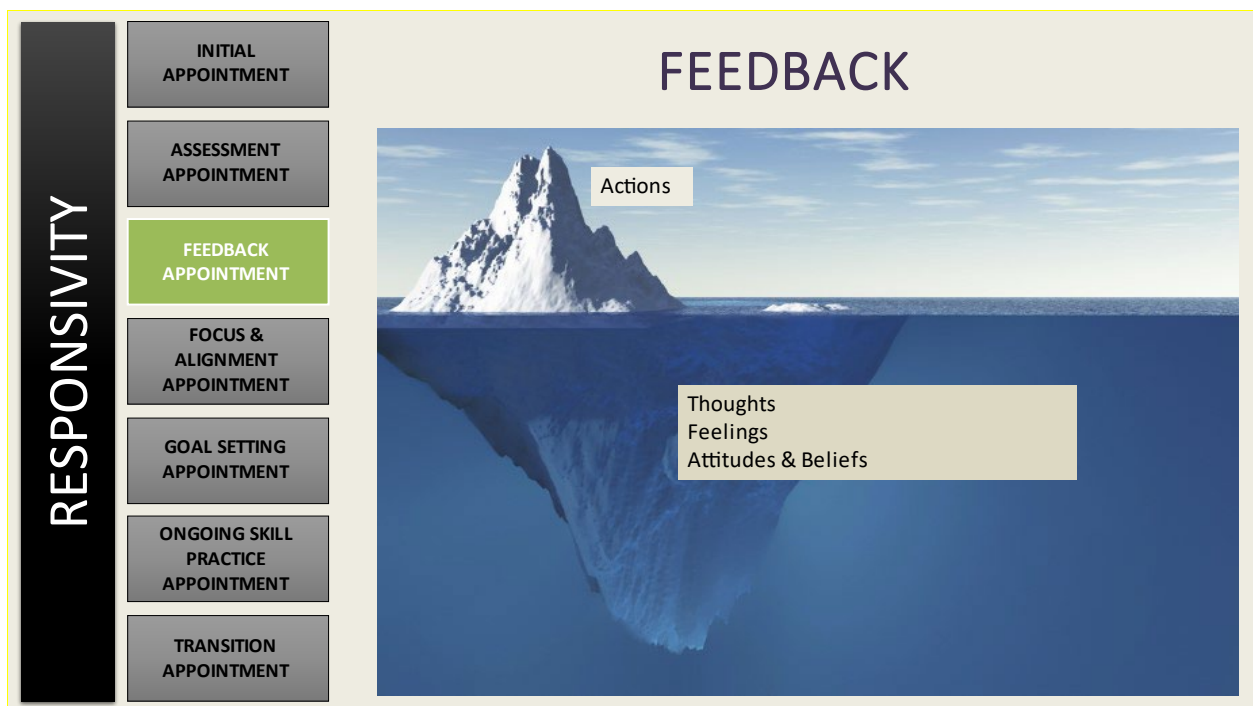 RESPONSIVITY
INITIAL
APPOINTMENT
ASSESSMENT
APPOINTMENT
FEEDBACK
APPOINTMENT
FOCUS &
ALIGNMENT
APPOINTMENT
GOAL SETTING
APPOINTMENT
ONGOING SKILL
PRACTICE
APPOINTMENT
TRANSITION
APPOINTMENT
FEEDBACK
Actions
Thoughts
Feelings
Attitudes & Beliefs